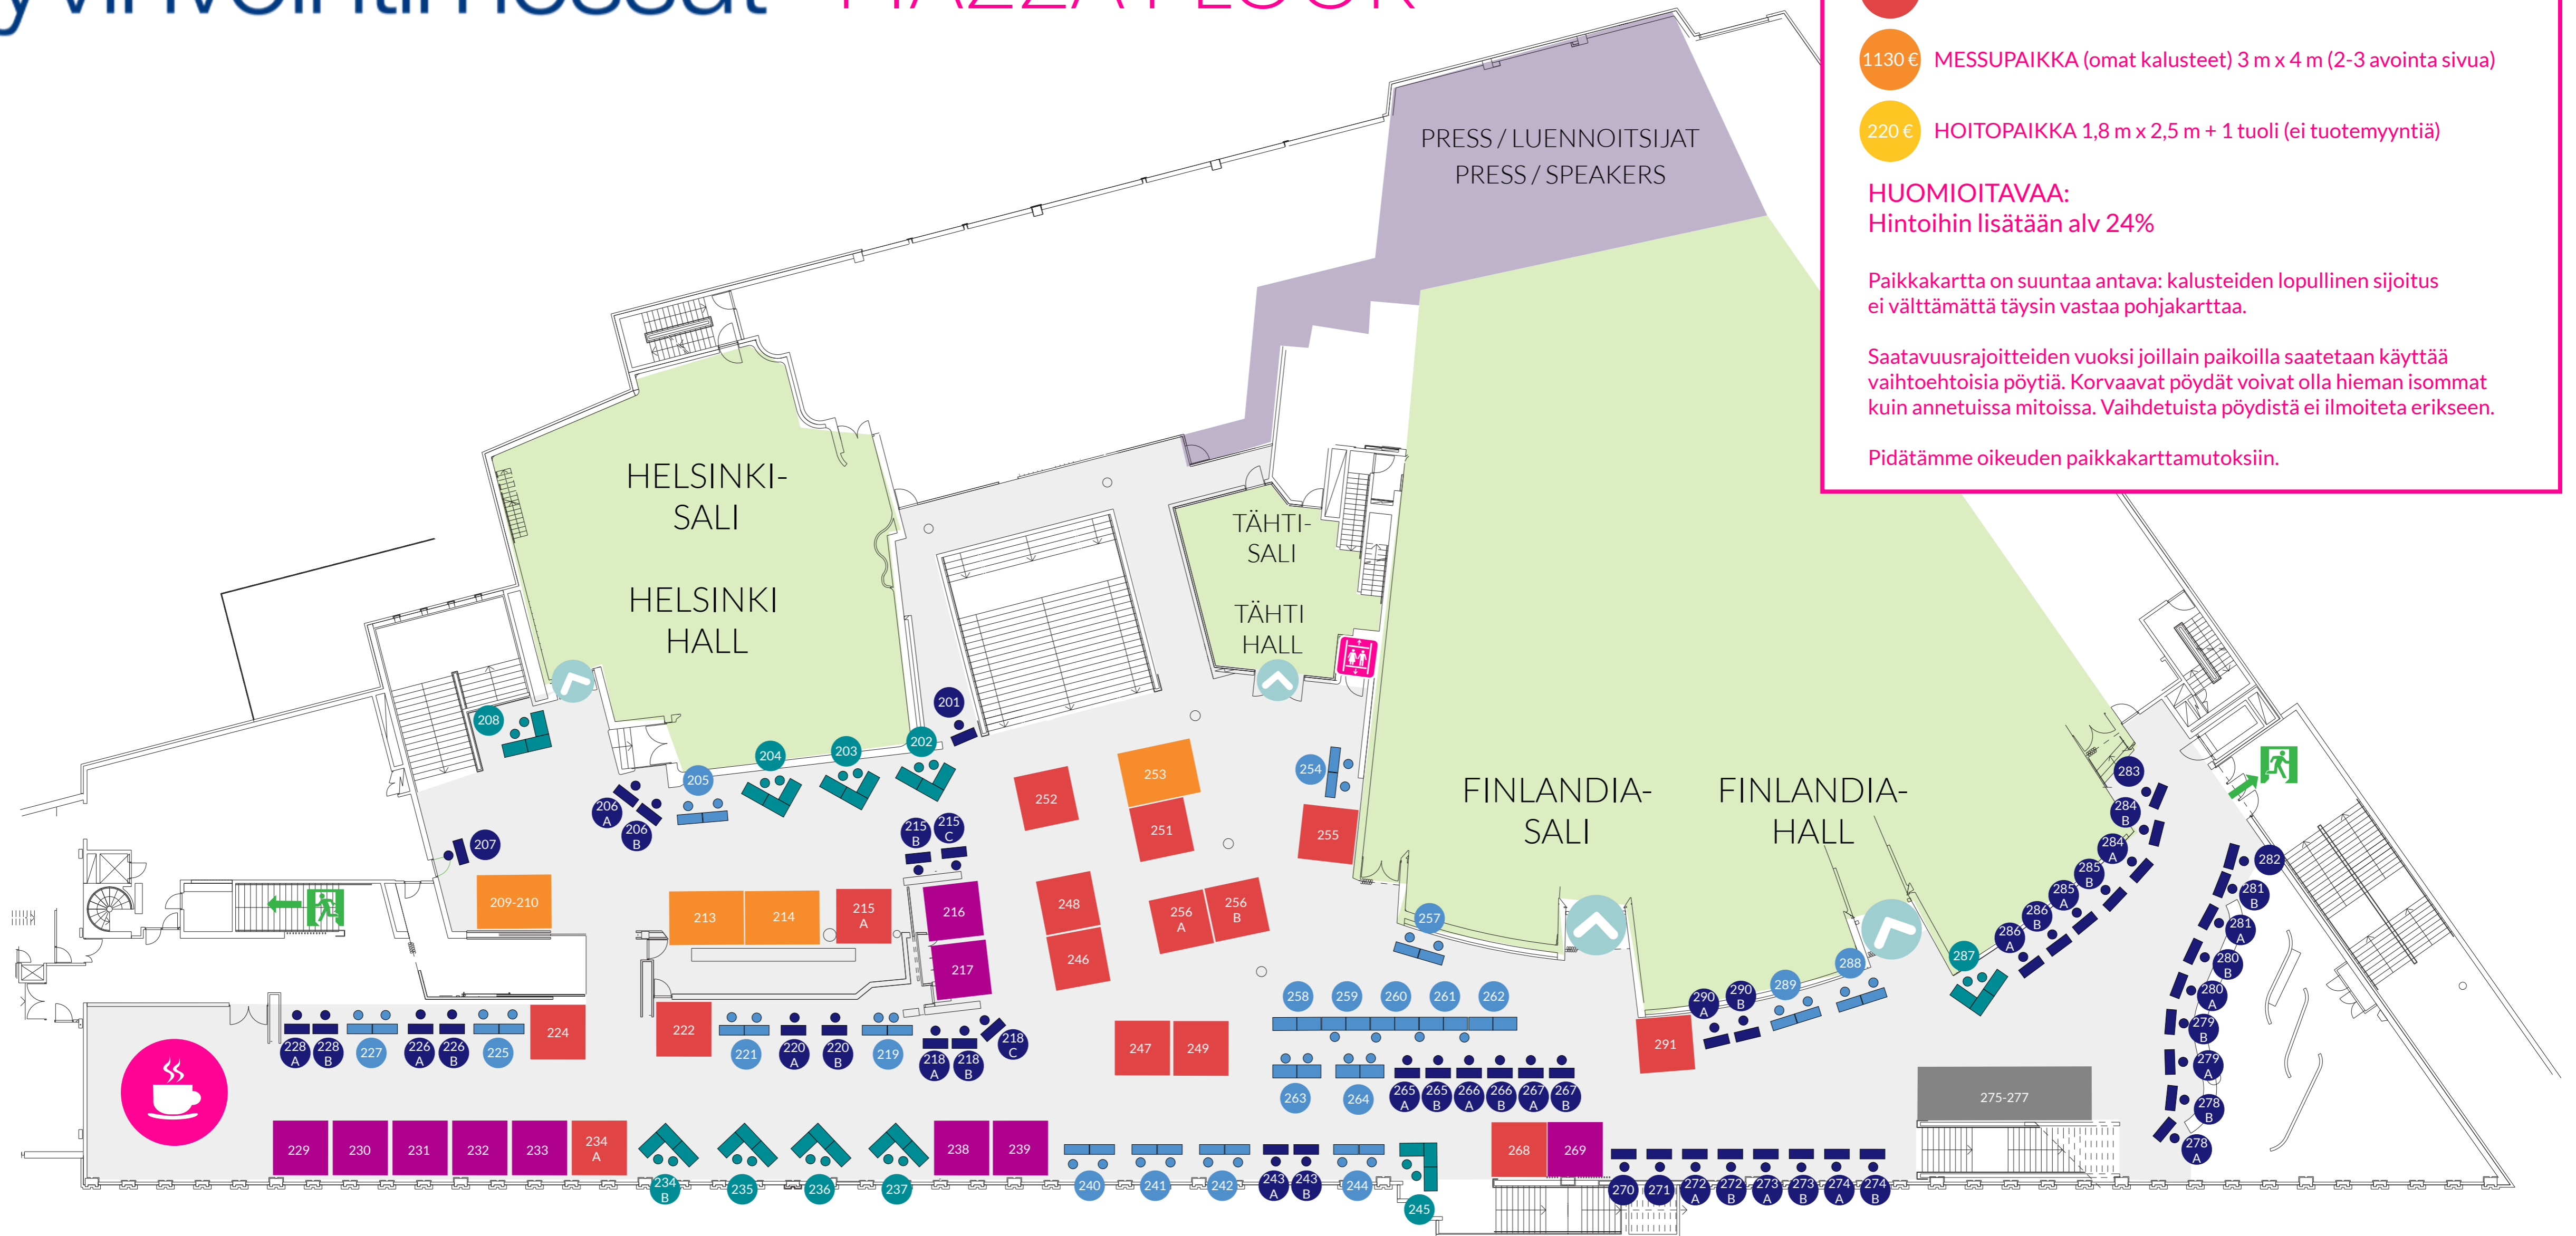 PIAZZA FLOOR
1130 € MESSUPAIKKA (omat kalusteet) 3 m x 4 m (2-3 avointa sivua)
220 € HOITOPAIKKA 1,8 m x 2,5 m + 1 tuoli (ei tuotemyyntiä)
HUOMIOITAVAA:
Hintoihin lisätään alv 24%
Paikkakartta on suuntaa antava: kalusteiden lopullinen sijoitus
ei välttämättä täysin vastaa pohjakarttaa.
Saatavuusrajoitteiden vuoksi joillain paikoilla saatetaan käyttää
vaihtoehtoisia pöytiä. Korvaavat pöydät voivat olla hieman isommat
kuin annetuissa mitoissa. Vaihdetuista pöydistä ei ilmoiteta erikseen.
Pidätämme oikeuden paikkakarttamutoksiin.
PRESS / LUENNOITSIJAT
PRESS / SPEAKERS
HELSINKI-
SALI
HELSINKI
HALL
TÄHTI-
SALI
TÄHTI
HALL
FINLANDIA-
SALI
FINLANDIA-
HALL
201
202
203
204
205
206 A
206 B
207
208
209-210
213
214
215 A
215 B
215 C
216
217
252
253
251
254
255
248
246
256 A
256 B
257
247
249
258
259
260
261
262
263
264
265 A
265 B
266 A
266 B
267 A
267 B
228 A
228 B
227
226 A
226 B
225
224
222
221
220 A
220 B
219
218 A
218 B
218 C
229
230
231
232
233
234 A
234 B
235
236
237
238
239
240
241
242
243 A
243 B
244
245
268
269
270
271
272 A
272 B
273 A
273 B
274 A
274 B
275-277
291
290 A
290 B
289
288
287
286 A
286 B
285 A
285 B
284 A
284 B
283
282
281 B
281 A
280 B
280 A
279 B
279 A
278 B
278 A